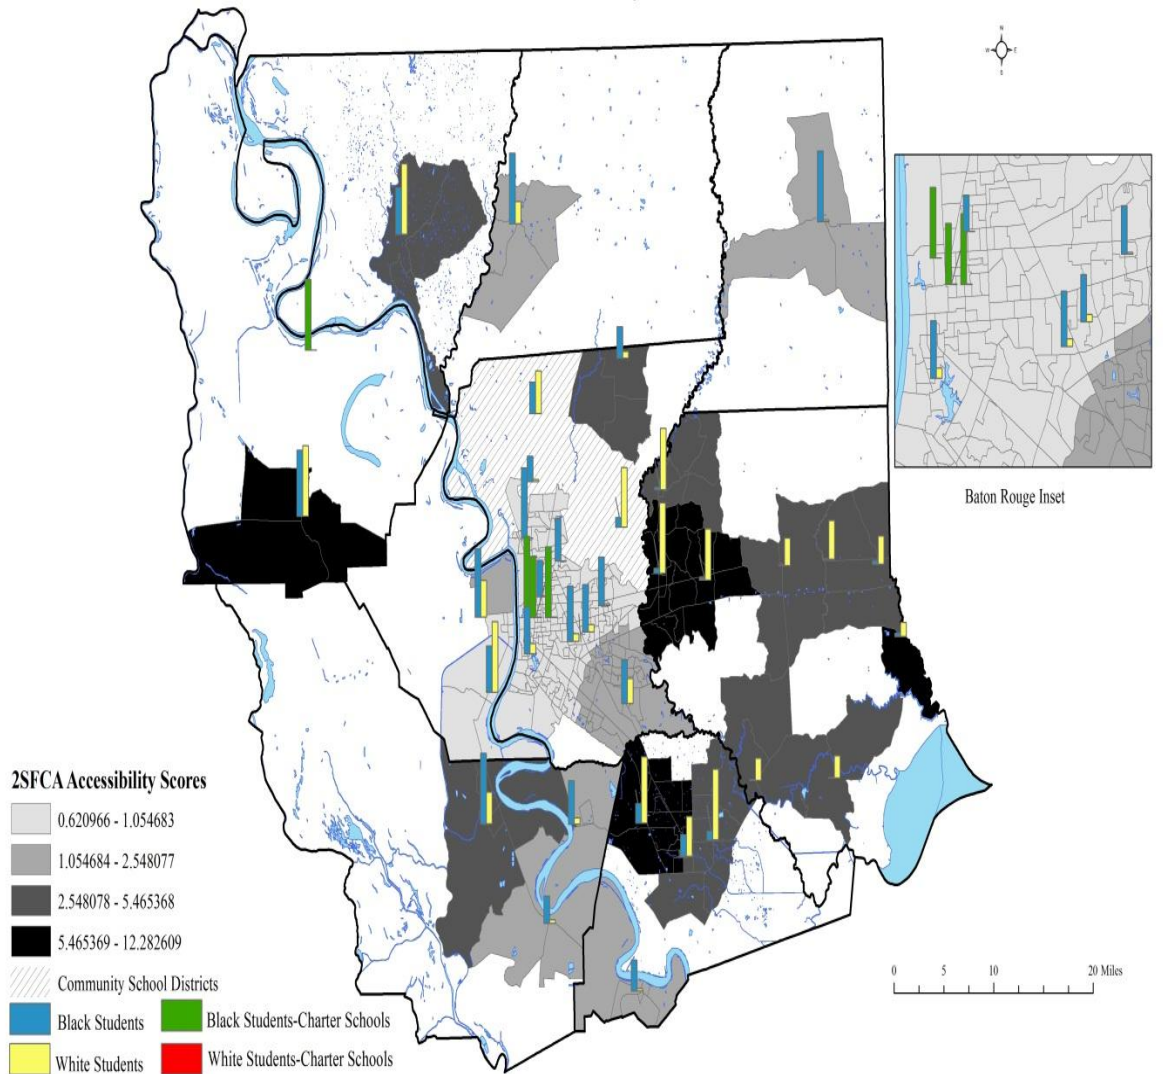 N
W E
S
Baton Rouge Inset
2SFCA Accessibility Scores
0.620966 - 1.054683
1.054684 - 2.548077
2.548078 - 5.465368
5.465369 - 12.282609
Community School Districts
Black Students
Black Students-Charter Schools
White Students
White Students-Charter Schools
0 5 10 20 Miles